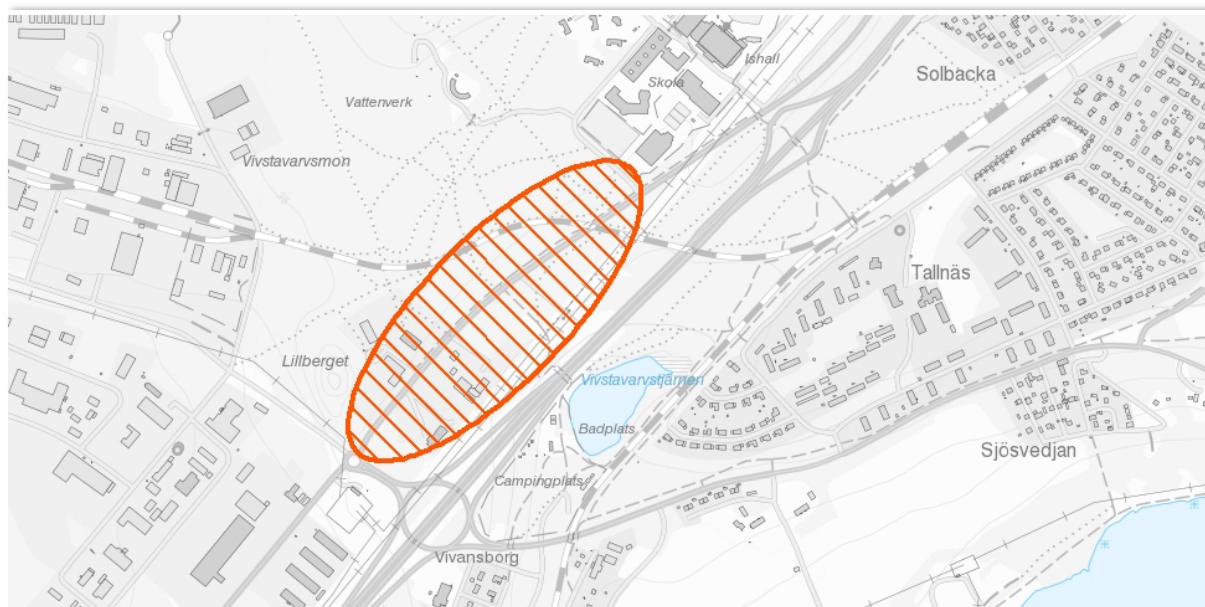 Ishall
Solbacka
Skola
Vattenverk
Vivstavarvsmon
Tallnäs
Lillberget
Vivstavarvstjärnen
Badplats
Sjösvedjan
Campingplats
Vivansborg